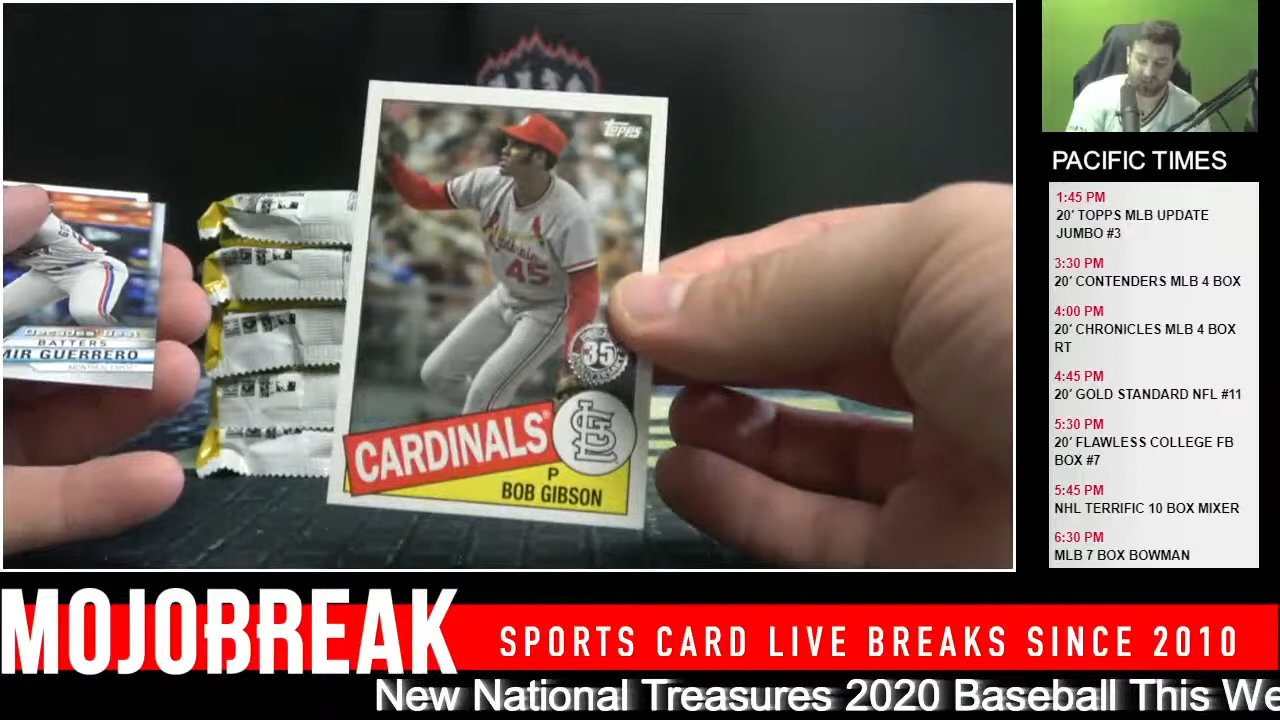 Topps
Cardinals
45
35
CARDINALS
P
BOB GIBSON
Decades' Best
BATTERS
MIR GUERRERO
MONTREAL EXPOS
PACIFIC TIMES
1:45 PM
20' TOPPS MLB UPDATE
JUMBO #3
3:30 PM
20' CONTENDERS MLB 4 BOX
4:00 PM
20' CHRONICLES MLB 4 BOX
RT
4:45 PM
20' GOLD STANDARD NFL #11
5:30 PM
20' FLAWLESS COLLEGE FB
BOX #7
5:45 PM
NHL TERRIFIC 10 BOX MIXER
6:30 PM
MLB 7 BOX BOWMAN
MOJOBREAK
SPORTS CARD LIVE BREAKS SINCE 2010
New National Treasures 2020 Baseball This We